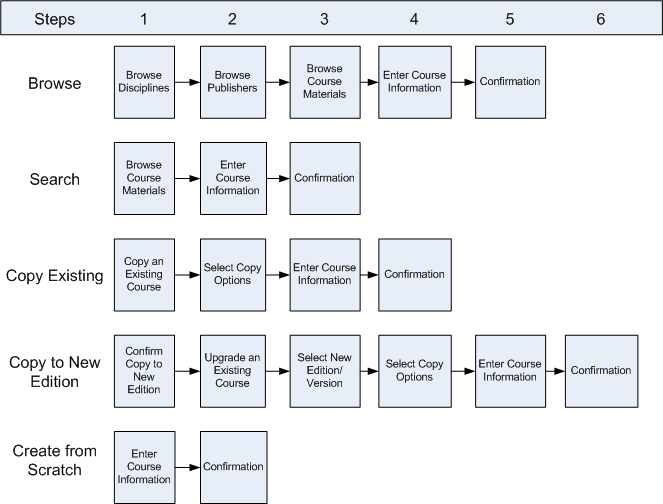 Steps 1 2 3 4 5 6
Browse
Browse
Disciplines
Browse
Publishers
Browse
Course
Materials
Enter Course
Information
Confirmation
Search
Browse
Course
Materials
Enter
Course
Information
Confirmation
Copy Existing
Copy an
Existing
Course
Select Copy
Options
Enter Course
Information
Confirmation
Copy to New
Edition
Confirm
Copy to
New
Edition
Upgrade an
Existing
Course
Select New
Edition/
Version
Select Copy
Options
Enter Course
Information
Confirmation
Create from
Scratch
Enter
Course
Information
Confirmation